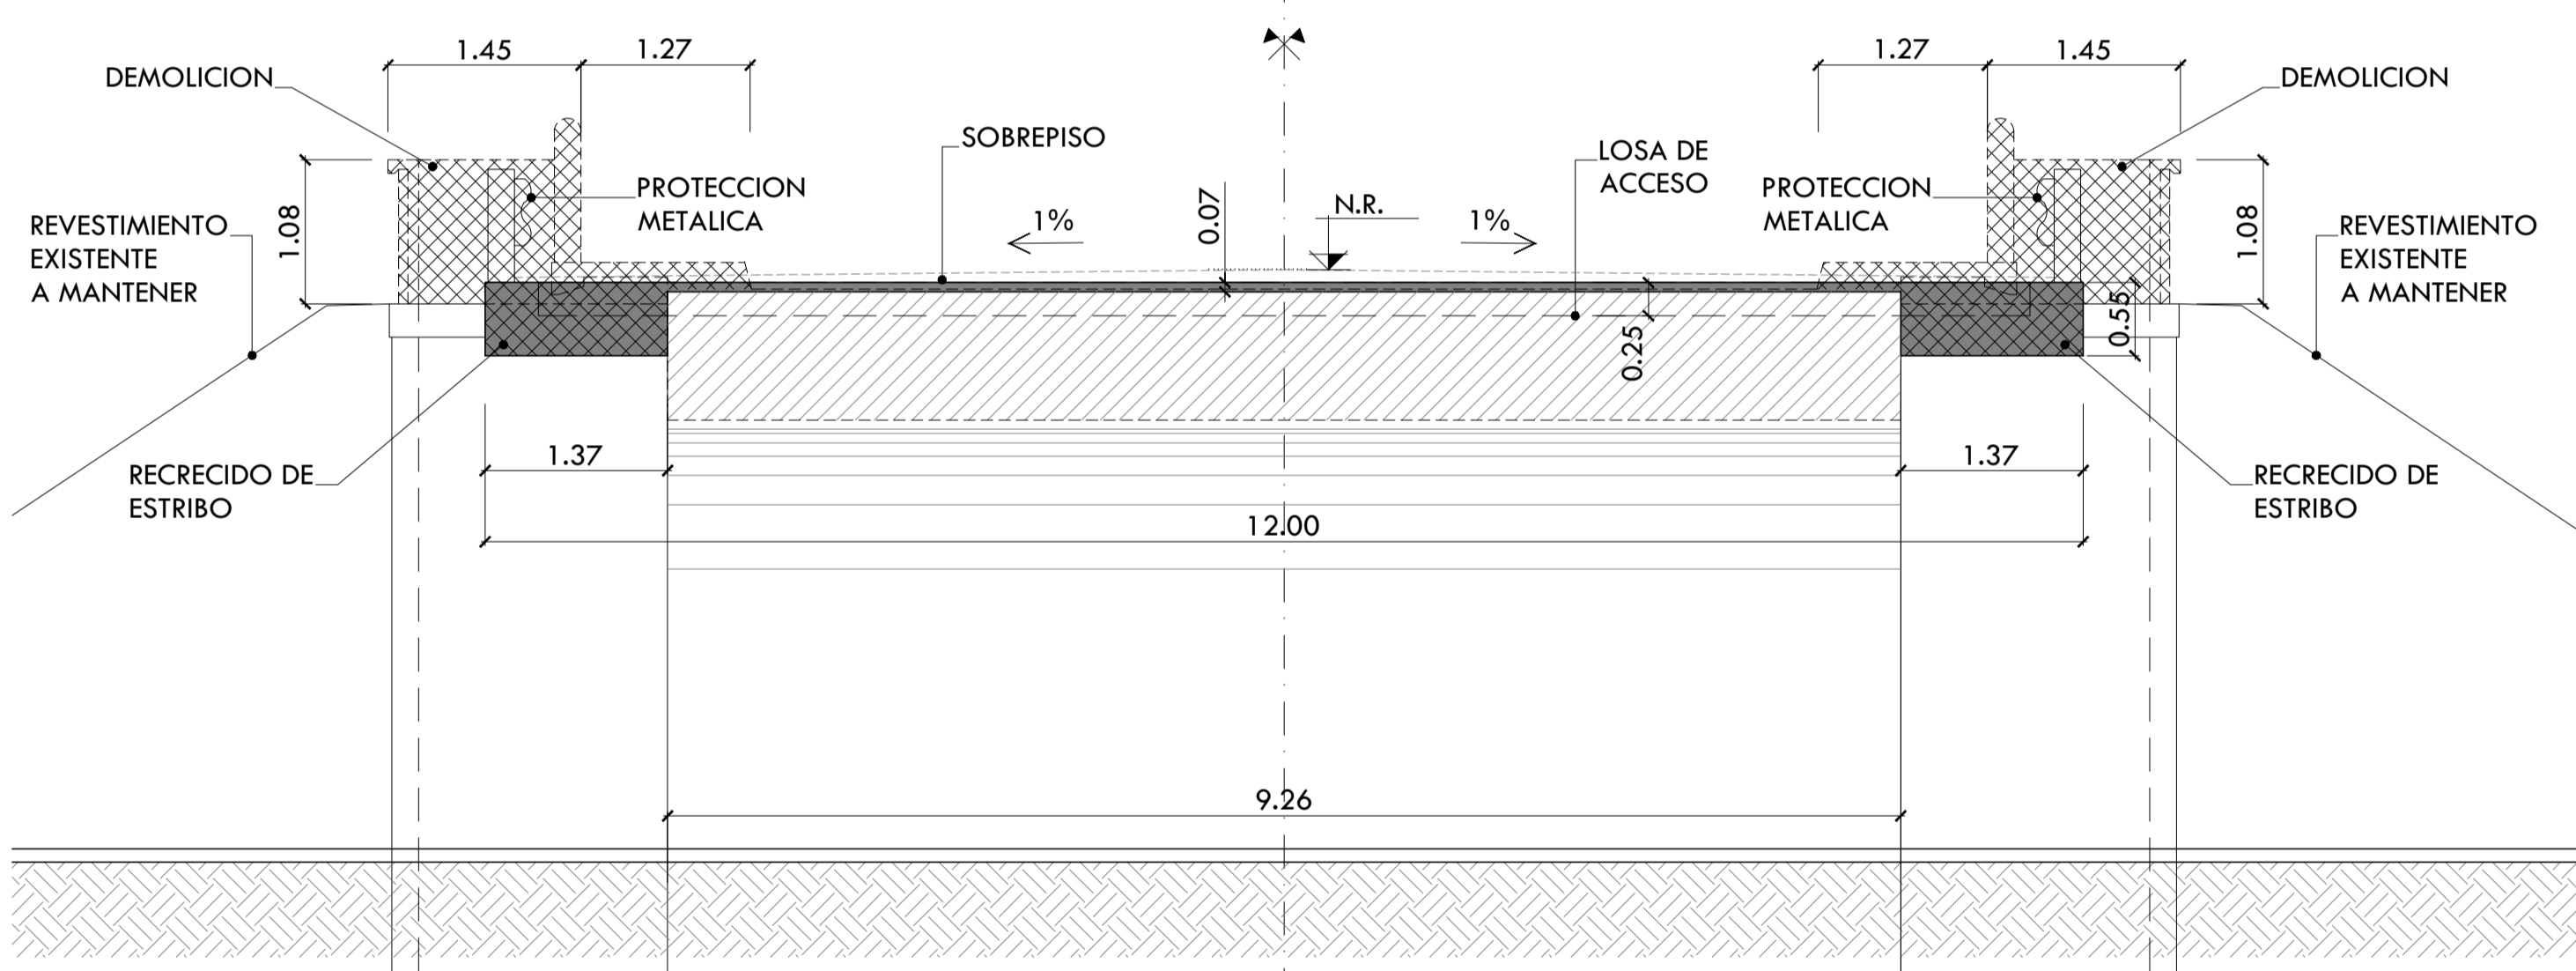 1.45
1.27
1.27
1.45
DEMOLICION
DEMOLICION
SOBREPISO
LOSA DE
ACCESO
PROTECCION
METALICA
PROTECCION
METALICA
REVESTIMIENTO
EXISTENTE
A MANTENER
1.08
1%
0.07
N.R.
1%
1.08
REVESTIMIENTO
EXISTENTE
A MANTENER
0.25
0.55
RECRECIDO DE
ESTRIBO
1.37
1.37
RECRECIDO DE
ESTRIBO
12.00
9.26